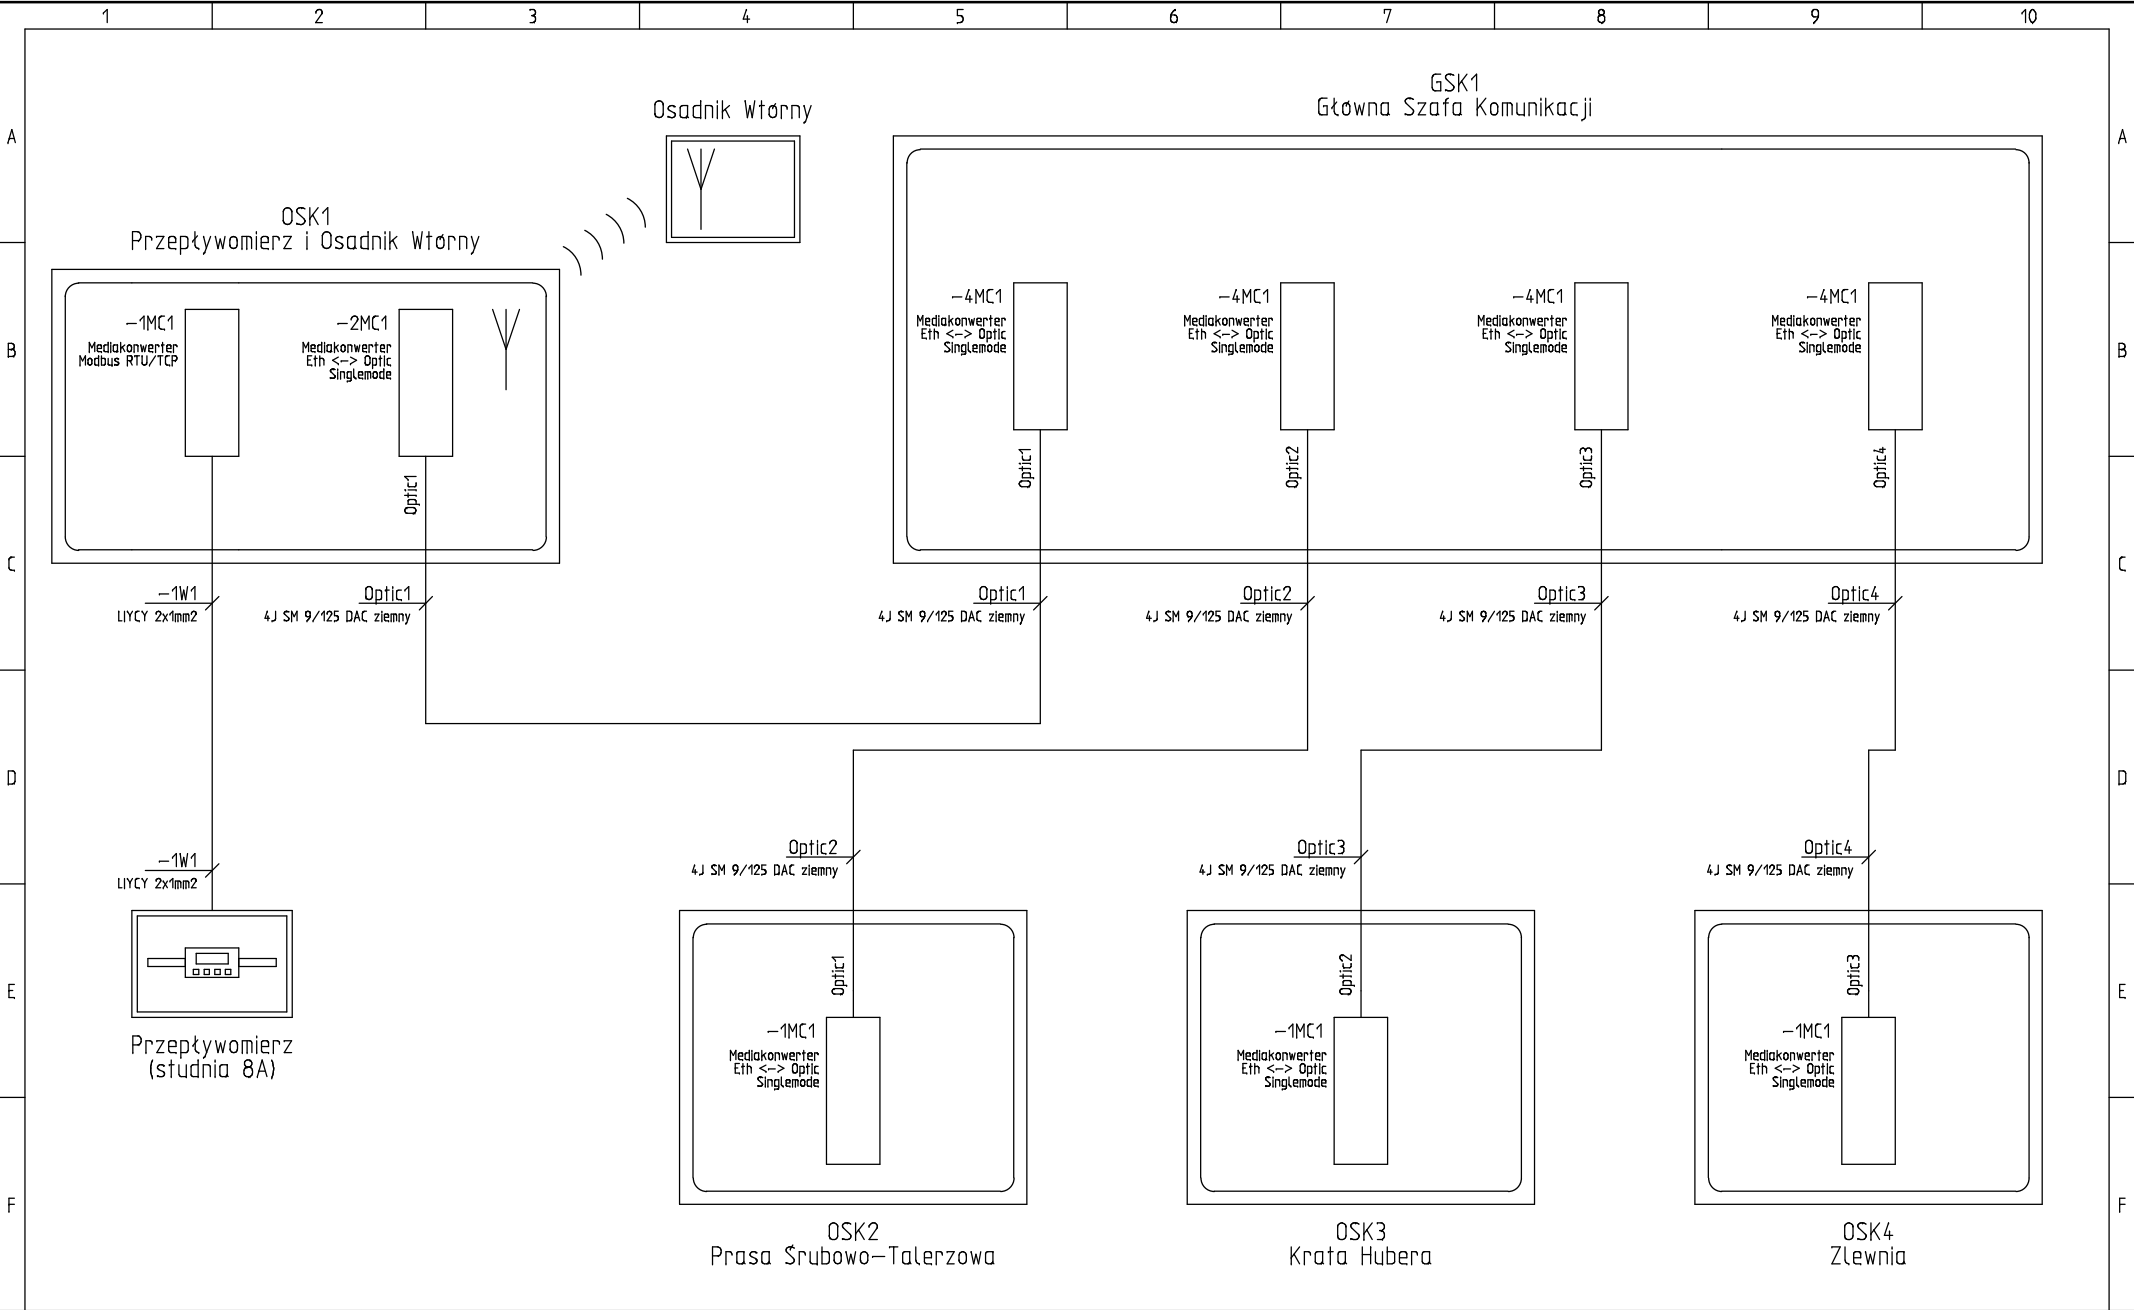 1 2 3 4 5 6 7 8 9 10
GSK1
Główna Szafa Komunikacji
Osadnik Wtórny
A
A
OSK1
Przepływomierz i Osadnik Wtórny
-4MC1
Mediakonwerter
Eth <-> Optic
Singlemode
-4MC1
Mediakonwerter
Eth <-> Optic
Singlemode
-4MC1
Mediakonwerter
Eth <-> Optic
Singlemode
-4MC1
Mediakonwerter
Eth <-> Optic
Singlemode
-1MC1
Mediakonwerter
Modbus RTU/TCP
-2MC1
Mediakonwerter
Eth <-> Optic
Singlemode
B
B
Optic1
Optic1
Optic2
Optic3
Optic4
C
C
-1W1
LIYCY 2x1mm2
Optic1
4J SM 9/125 DAC ziemny
Optic1
4J SM 9/125 DAC ziemny
Optic2
4J SM 9/125 DAC ziemny
Optic3
4J SM 9/125 DAC ziemny
Optic4
4J SM 9/125 DAC ziemny
D
D
-1W1
LIYCY 2x1mm2
Optic2
4J SM 9/125 DAC ziemny
Optic3
4J SM 9/125 DAC ziemny
Optic4
4J SM 9/125 DAC ziemny
E
E
Optic1
Optic2
Optic3
Przepływomierz
(studnia 8A)
-1MC1
Mediakonwerter
Eth <-> Optic
Singlemode
-1MC1
Mediakonwerter
Eth <-> Optic
Singlemode
-1MC1
Mediakonwerter
Eth <-> Optic
Singlemode
F
F
OSK2
Prasa Śrubowo-Talerzowa
OSK3
Krata Hubera
OSK4
Zlewnia